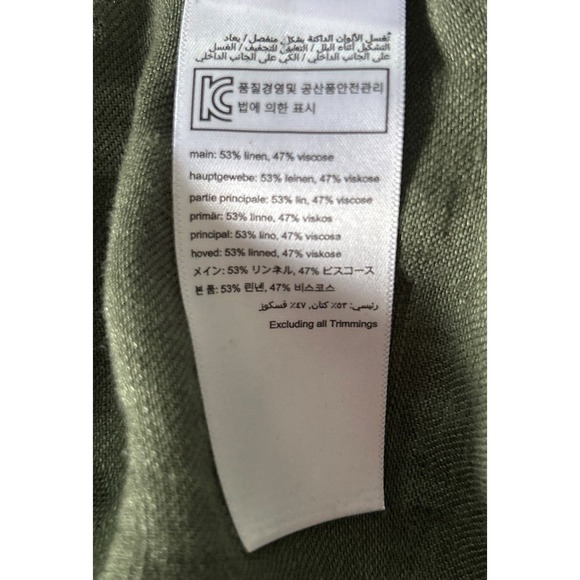 تُغسل الألوان الداكنة بشكل منفصل / يعاد
التشكيل أثناء البلل / التعليق للتجفيف / الغسل
على الجانب الداخلي / الكي على الجانب الداخلي
품질경영및 공산품안전관리
법에 의한 표시
main: 53% linen, 47% viscose
hauptgewebe: 53% leinen, 47% viskose
partie principale: 53% lin, 47% viscose
primär: 53% linne, 47% viskos
principal: 53% lino, 47% viscosa
hoved: 53% linned, 47% viskose
メイン: 53% リンネル, 47% ビスコース
본 품: 53% 린넨, 47% 비스코스
رئيسي: ٥٣٪ كتان, ٤٧٪ فسكوز
Excluding all Trimmings